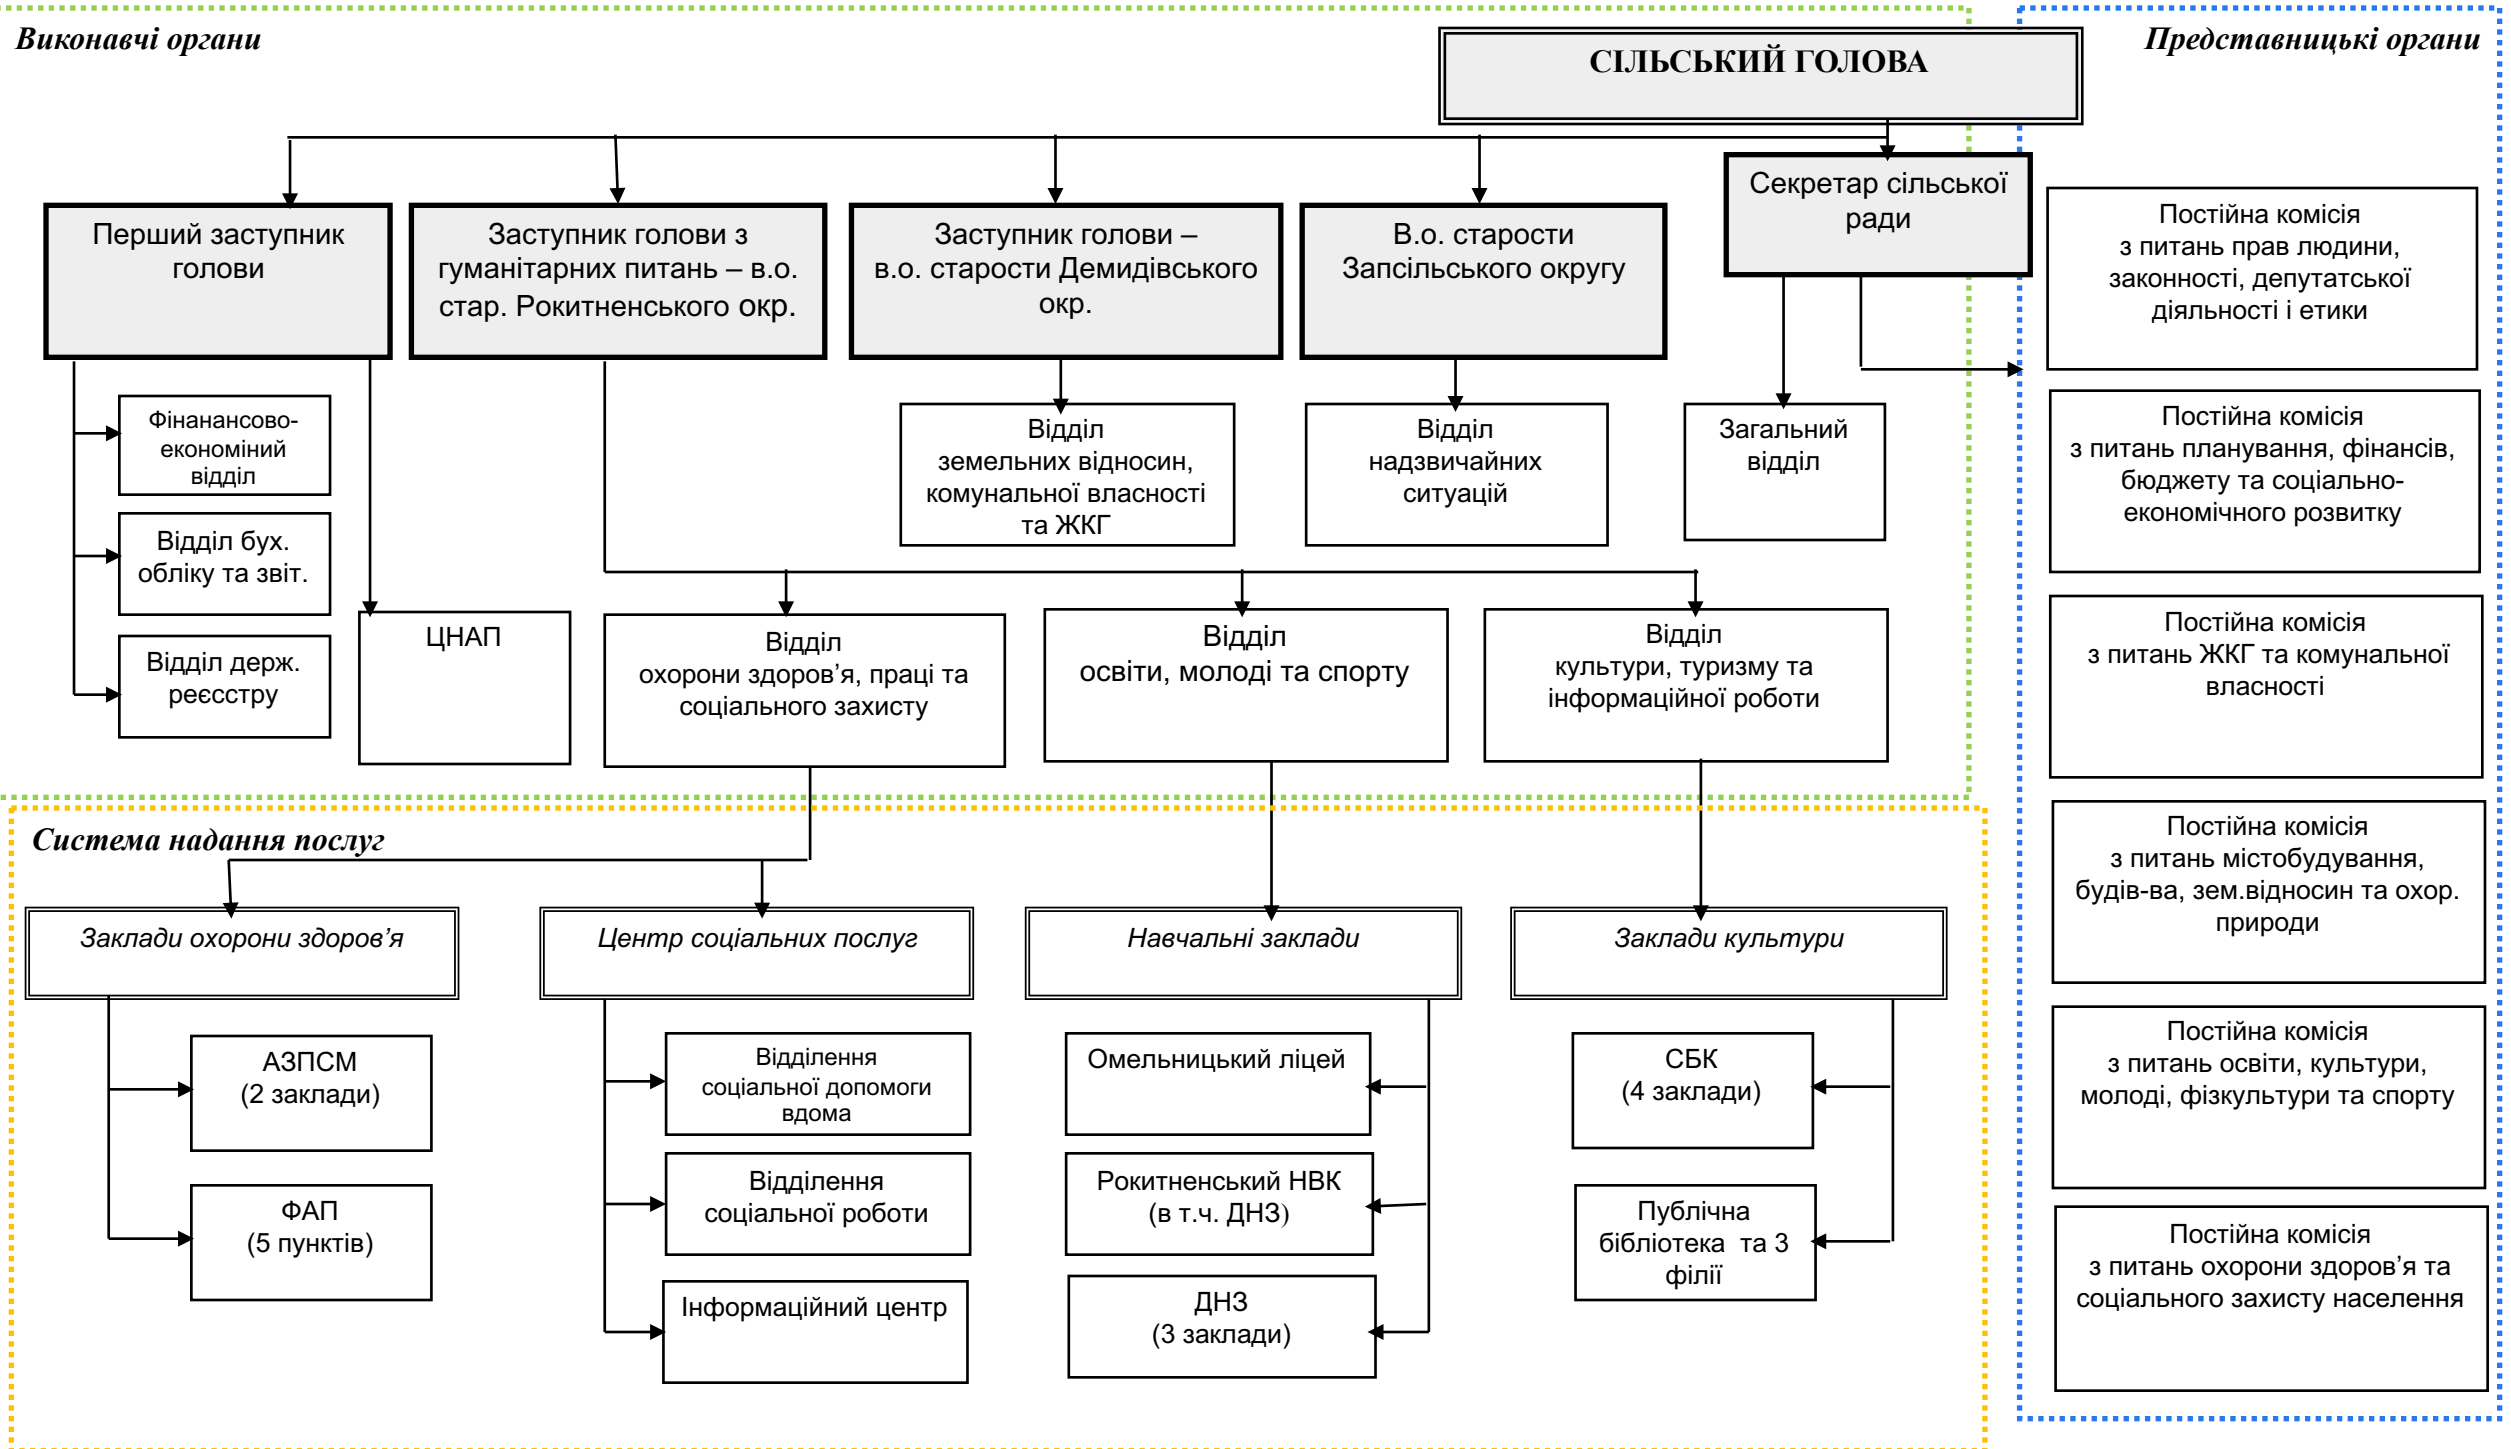 Виконавчі органи
СІЛЬСЬКИЙ ГОЛОВА
Представницькі органи
Перший заступник
голови
Заступник голови з
гуманітарних питань – в.о.
стар. Рокитненського окр.
Заступник голови –
в.о. старости Демидівського
окр.
В.о. старости
Запсільського округу
Секретар сільської
ради
Фінанансово-
економіний
відділ
Відділ бух.
обліку та звіт.
Відділ держ.
реєсстру
ЦНАП
Відділ
земельних відносин,
комунальної власності
та ЖКГ
Відділ
надзвичайних
ситуацій
Загальний
відділ
Відділ
охорони здоров’я, праці та
соціального захисту
Відділ
освіти, молоді та спорту
Відділ
культури, туризму та
інформаційної роботи
Постійна комісія
з питань прав людини,
законності, депутатської
діяльності і етики
Постійна комісія
з питань планування, фінансів,
бюджету та соціально-
економічного розвитку
Постійна комісія
з питань ЖКГ та комунальної
власності
Постійна комісія
з питань містобудування,
будів-ва, зем.відносин та охор.
природи
Постійна комісія
з питань освіти, культури,
молоді, фізкультури та спорту
Постійна комісія
з питань охорони здоров’я та
соціального захисту населення
Система надання послуг
Заклади охорони здоров’я
АЗПСМ
(2 заклади)
ФАП
(5 пунктів)
Центр соціальних послуг
Відділення
соціальної допомоги
вдома
Відділення
соціальної роботи
Інформаційний центр
Навчальні заклади
Омельницький ліцей
Рокитненський НВК
(в т.ч. ДНЗ)
ДНЗ
(3 заклади)
Заклади культури
СБК
(4 заклади)
Публічна
бібліотека  та 3
філії